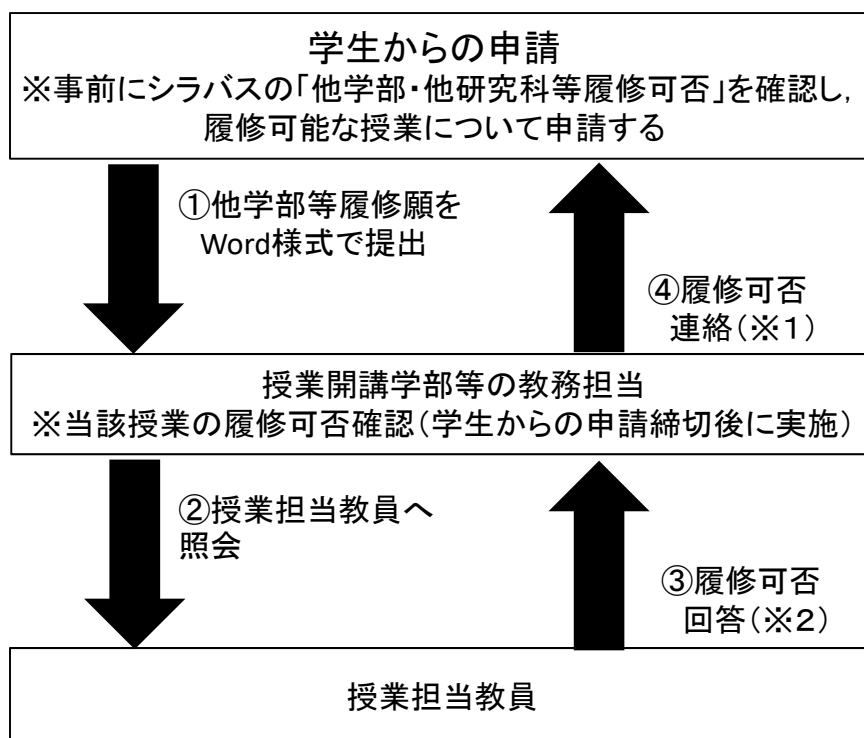 学生からの申請
※事前にシラバスの「他学部・他研究科等履修可否」を確認し,
履修可能な授業について申請する
①他学部等履修願を
Word様式で提出
④履修可否
連絡(※1)
授業開講学部等の教務担当
※当該授業の履修可否確認(学生からの申請締切後に実施)
②授業担当教員へ
照会
③履修可否
回答(※2)
授業担当教員